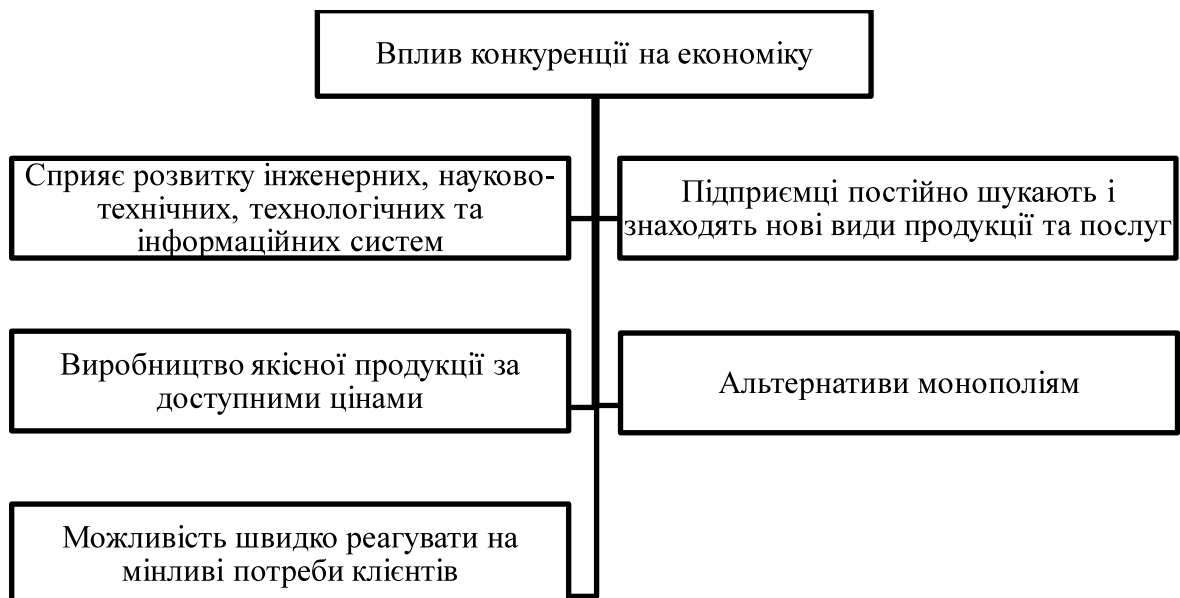 Вплив конкуренції на економіку
Сприяє розвитку інженерних, науково-
технічних, технологічних та
інформаційних систем
Підприємці постійно шукають і
знаходять нові види продукції та послуг
Виробництво якісної продукції за
доступними цінами
Альтернативи монополіям
Можливість швидко реагувати на
мінливі потреби клієнтів